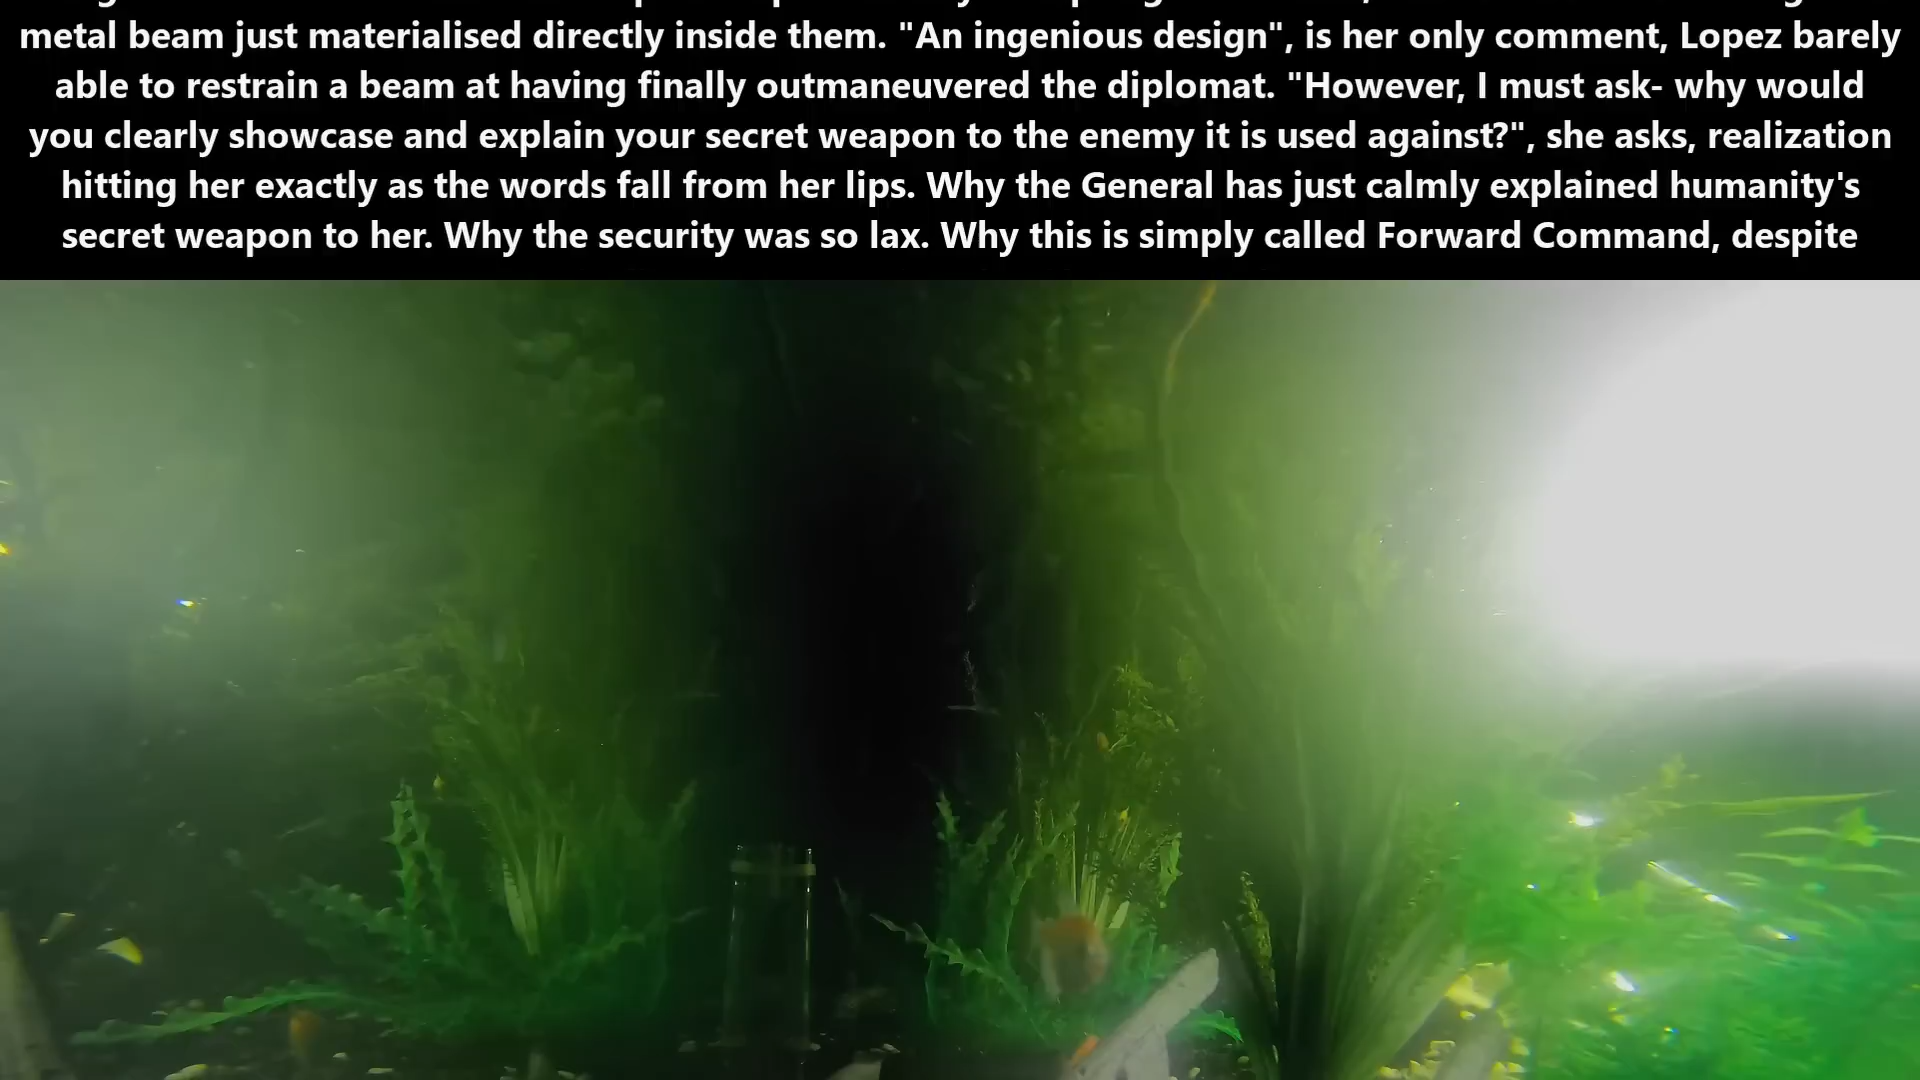 metal beam just materialised directly inside them. "An ingenious design", is her only comment, Lopez barely
able to restrain a beam at having finally outmaneuvered the diplomat. "However, I must ask- why would
you clearly showcase and explain your secret weapon to the enemy it is used against?", she asks, realization
hitting her exactly as the words fall from her lips. Why the General has just calmly explained humanity's
secret weapon to her. Why the security was so lax. Why this is simply called Forward Command, despite